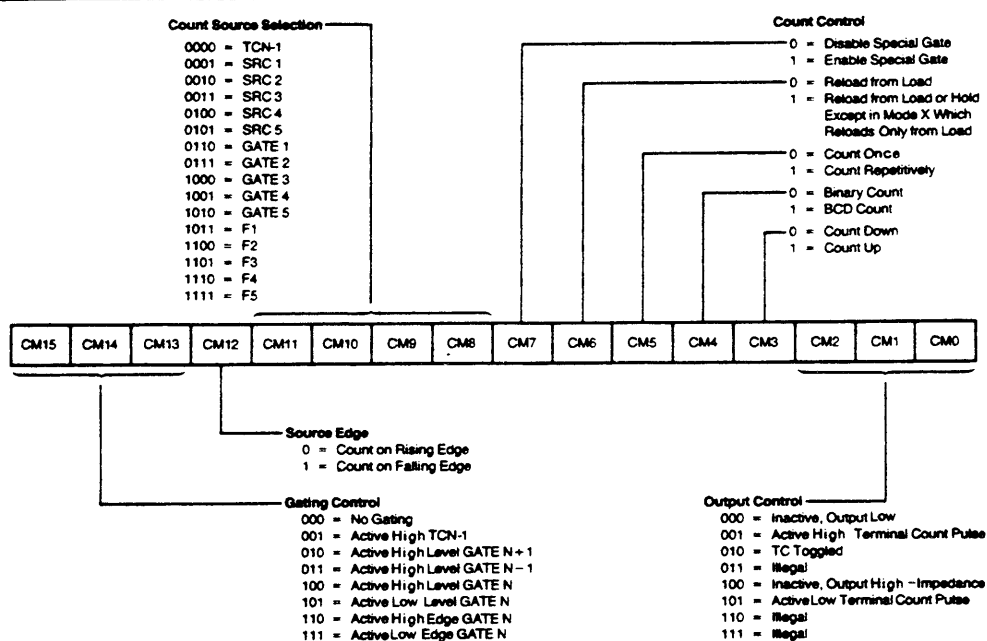 Count Source Selection
0000 = TCN-1
0001 = SRC 1
0010 = SRC 2
0011 = SRC 3
0100 = SRC 4
0101 = SRC 5
0110 = GATE 1
0111 = GATE 2
1000 = GATE 3
1001 = GATE 4
1010 = GATE 5
1011 = F1
1100 = F2
1101 = F3
1110 = F4
1111 = F5
Count Control
0 = Disable Special Gate
1 = Enable Special Gate
0 = Reload from Load
1 = Reload from Load or Hold
Except in Mode X Which
Reloads Only from Load
0 = Count Once
1 = Count Repetitively
0 = Binary Count
1 = BCD Count
0 = Count Down
1 = Count Up
CM15 CM14 CM13 CM12 CM11 CM10 CM9 CM8 CM7 CM6 CM5 CM4 CM3 CM2 CM1 CM0
Source Edge
0 = Count on Rising Edge
1 = Count on Falling Edge
Gating Control
000 = No Gating
001 = Active High TCN-1
010 = Active High Level GATE N + 1
011 = Active High Level GATE N - 1
100 = Active High Level GATE N
101 = Active Low Level GATE N
110 = Active High Edge GATE N
111 = Active Low Edge GATE N
Output Control
000 = Inactive, Output Low
001 = Active High Terminal Count Pulse
010 = TC Toggled
011 = Illegal
100 = Inactive, Output High-Impedance
101 = Active Low Terminal Count Pulse
110 = Illegal
111 = Illegal